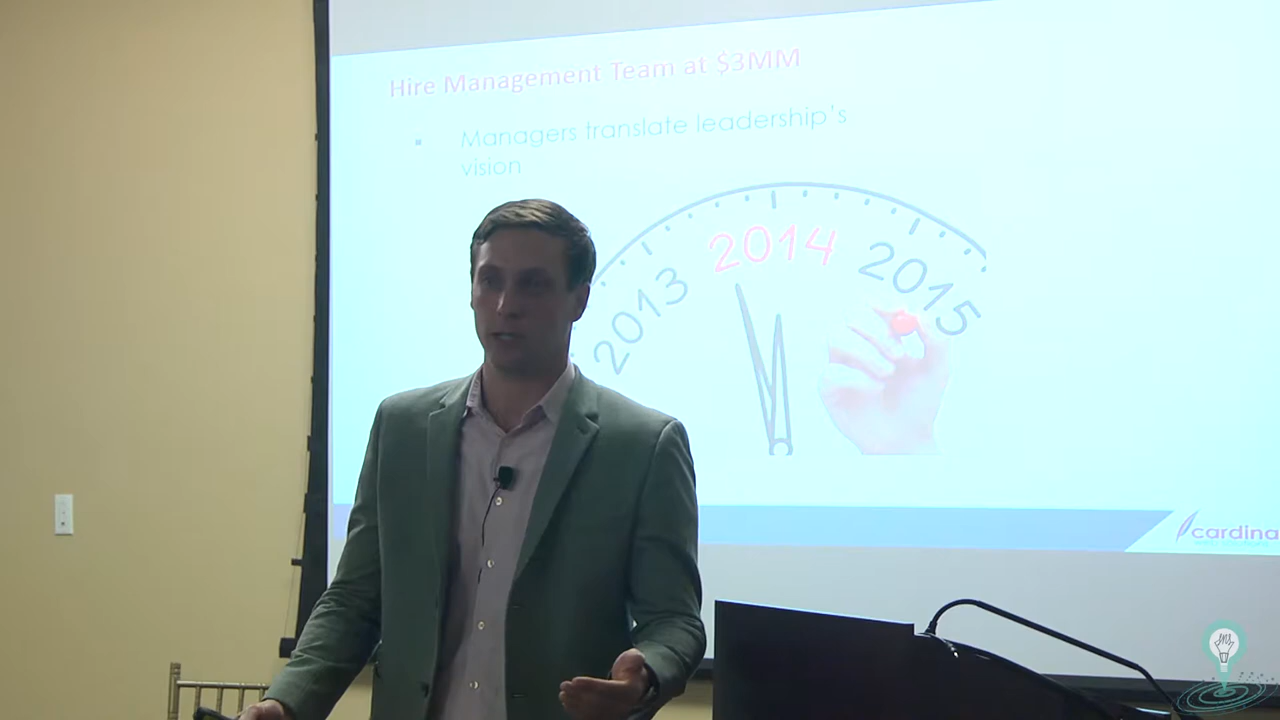 Hire Management Team at $3MM
▪ Managers translate leadership's
vision
2013
2014
2015
cardina